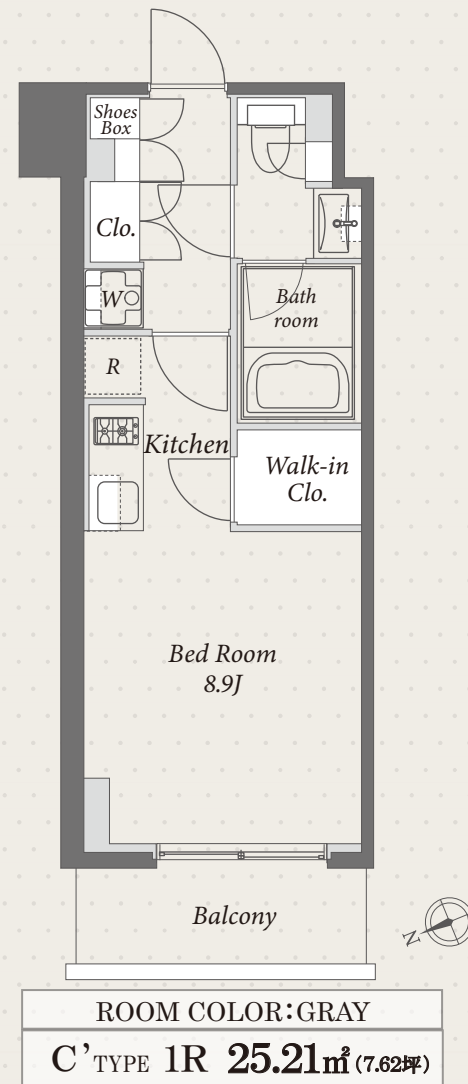 Shoes
Box
Clo.
W
Bath
room
R
Kitchen
Walk-in
Clo.
Bed Room
8.9J
Balcony
N
ROOM COLOR:GRAY
C’TYPE 1R 25.21㎡(7.62坪)